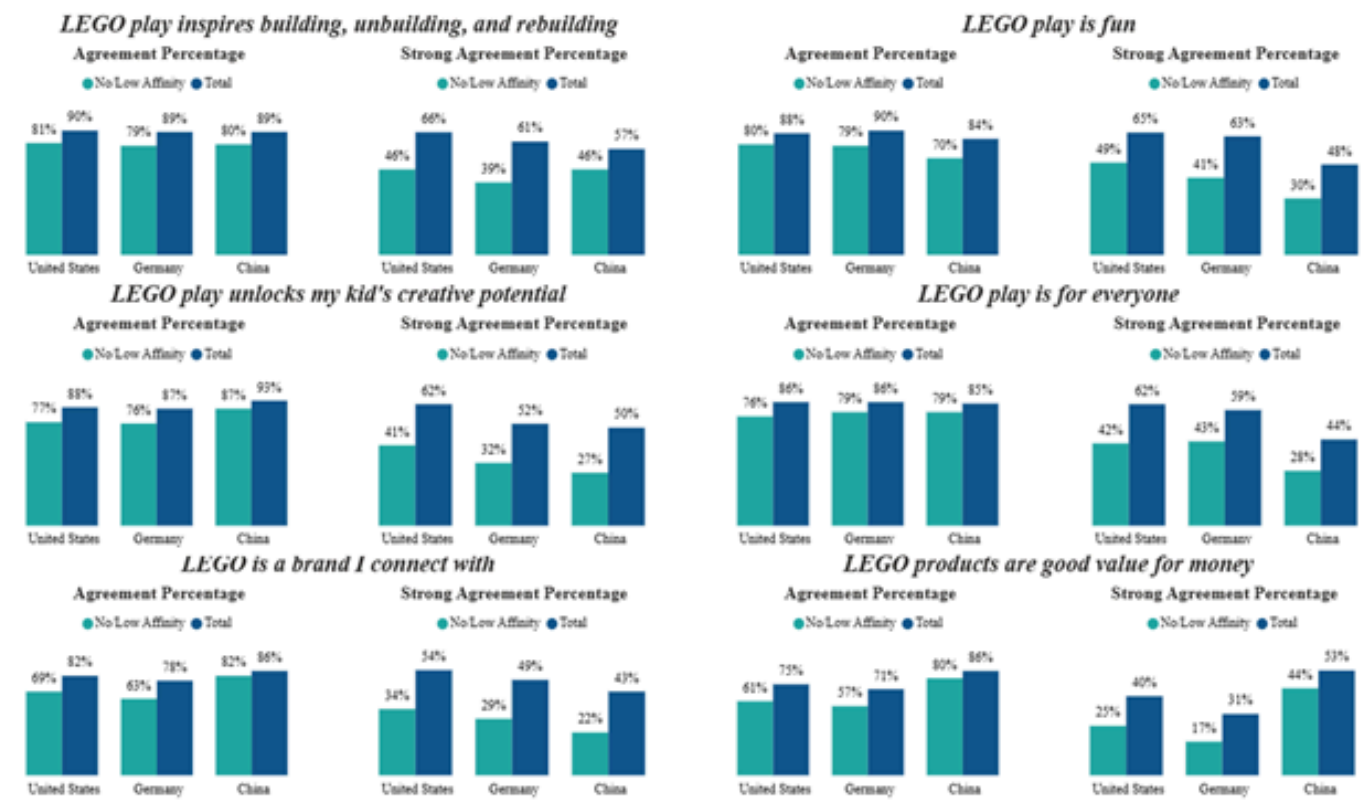 LEGO play inspires building, unbuilding, and rebuilding
Agreement Percentage
No/Low Affinity Total
81% 90% 79% 89% 80% 89%
United States Germany China
Strong Agreement Percentage
No/Low Affinity Total
46% 66% 39% 61% 46% 57%
United States Germany China
LEGO play is fun
Agreement Percentage
No/Low Affinity Total
80% 88% 79% 90% 70% 84%
United States Germany China
Strong Agreement Percentage
No/Low Affinity Total
49% 65% 41% 63% 30% 48%
United States Germany China
LEGO play unlocks my kid's creative potential
Agreement Percentage
No/Low Affinity Total
77% 88% 76% 87% 87% 93%
United States Germany China
Strong Agreement Percentage
No/Low Affinity Total
41% 62% 32% 52% 27% 50%
United States Germany China
LEGO play is for everyone
Agreement Percentage
No/Low Affinity Total
76% 86% 79% 86% 79% 85%
United States Germany China
Strong Agreement Percentage
No/Low Affinity Total
42% 62% 43% 59% 28% 44%
United States Germany China
LEGO is a brand I connect with
Agreement Percentage
No/Low Affinity Total
69% 82% 63% 78% 82% 86%
United States Germany China
Strong Agreement Percentage
No/Low Affinity Total
34% 54% 29% 49% 22% 43%
United States Germany China
LEGO products are good value for money
Agreement Percentage
No/Low Affinity Total
61% 75% 57% 71% 80% 86%
United States Germany China
Strong Agreement Percentage
No/Low Affinity Total
25% 40% 17% 31% 44% 53%
United States Germany China